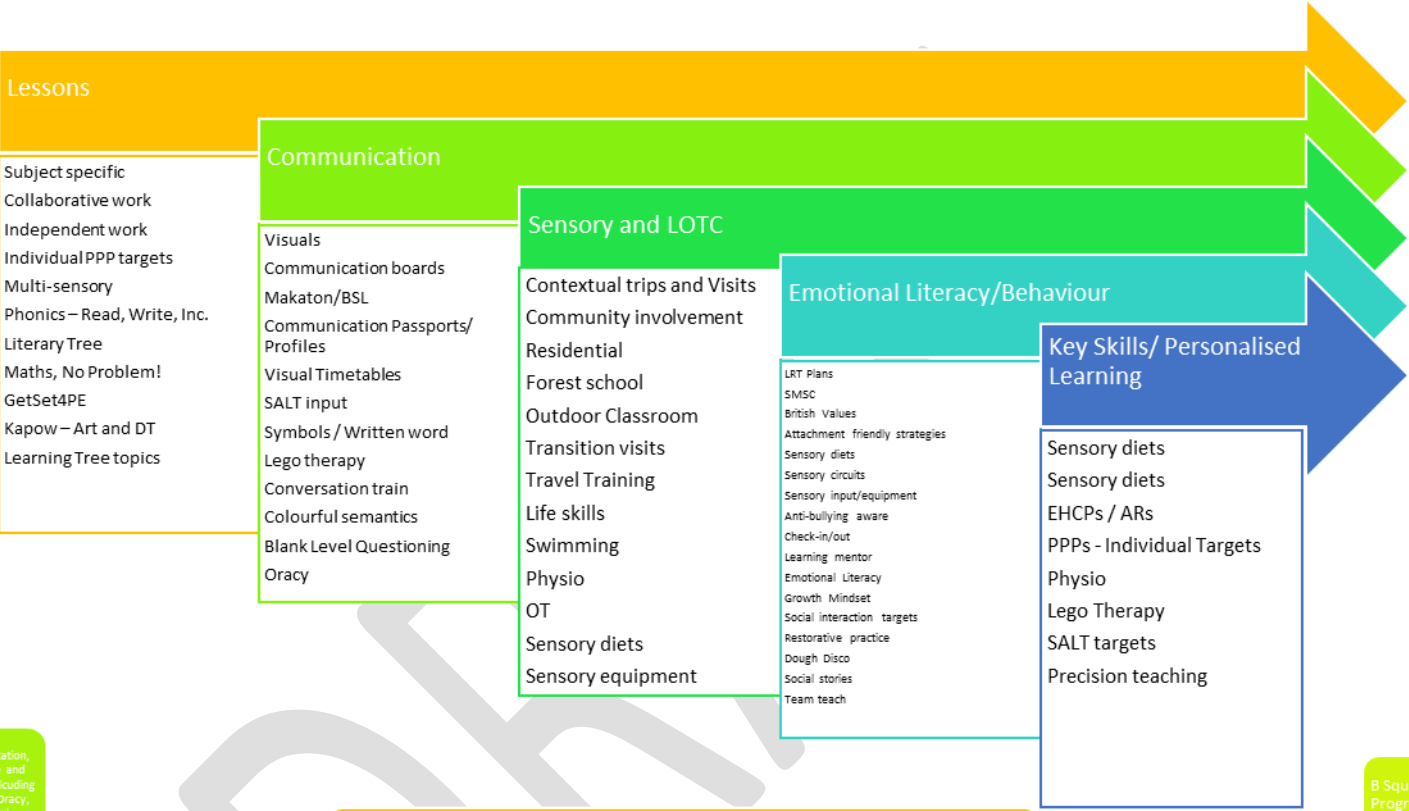 Lessons
Subject specific
Collaborative work
Independent work
Individual PPP targets
Multi-sensory
Phonics – Read, Write, Inc.
Literary Tree
Maths, No Problem!
GetSet4PE
Kapow – Art and DT
Learning Tree topics
Communication
Visuals
Communication boards
Makaton/BSL
Communication Passports/
Profiles
Visual Timetables
SALT input
Symbols / Written word
Lego therapy
Conversation train
Colourful semantics
Blank Level Questioning
Oracy
Sensory and LOTC
Contextual trips and Visits
Community involvement
Residential
Forest school
Outdoor Classroom
Transition visits
Travel Training
Life skills
Swimming
Physio
OT
Sensory diets
Sensory equipment
Emotional Literacy/Behaviour
LRT Plans
SMSC
British Values
Attachment friendly strategies
Sensory diets
Sensory circuits
Sensory input/equipment
Anti-bullying aware
Check-in/out
Learning mentor
Emotional Literacy
Growth Mindset
Social interaction targets
Restorative practice
Dough Disco
Social stories
Team teach
Key Skills/ Personalised
Learning
Sensory diets
Sensory diets
EHCPs / ARs
PPPs - Individual Targets
Physio
Lego Therapy
SALT targets
Precision teaching
and
B